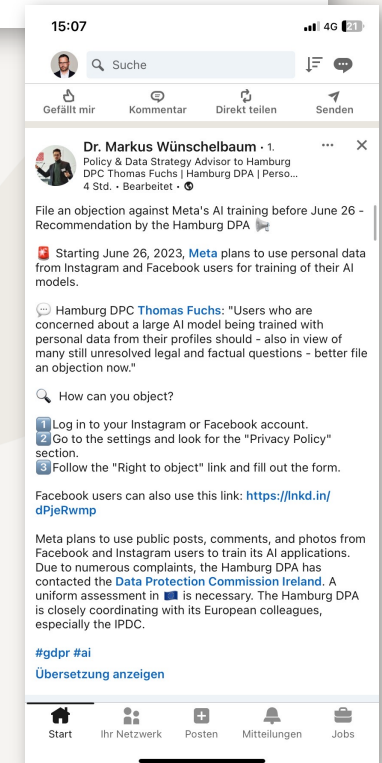 15:07
4G 21
Suche
Gefällt mir
Kommentar
Direkt teilen
Senden
Dr. Markus Wünschelbaum · 1.
Policy & Data Strategy Advisor to Hamburg
DPC Thomas Fuchs | Hamburg DPA | Perso...
4 Std. • Bearbeitet •
File an objection against Meta's AI training before June 26 -
Recommendation by the Hamburg DPA
Starting June 26, 2023, Meta plans to use personal data
from Instagram and Facebook users for training of their AI
models.
Hamburg DPC Thomas Fuchs: "Users who are
concerned about a large AI model being trained with
personal data from their profiles should - also in view of
many still unresolved legal and factual questions - better file
an objection now."
How can you object?
1 Log in to your Instagram or Facebook account.
2 Go to the settings and look for the "Privacy Policy"
section.
3 Follow the "Right to object" link and fill out the form.
Facebook users can also use this link: https://lnkd.in/
dPjeRwmp
Meta plans to use public posts, comments, and photos from
Facebook and Instagram users to train its AI applications.
Due to numerous complaints, the Hamburg DPA has
contacted the Data Protection Commission Ireland. A
uniform assessment in 🇪🇺 is necessary. The Hamburg DPA
is closely coordinating with its European colleagues,
especially the IPDC.
#gdpr #ai
Übersetzung anzeigen
Start
Ihr Netzwerk
Posten
Mitteilungen
Jobs